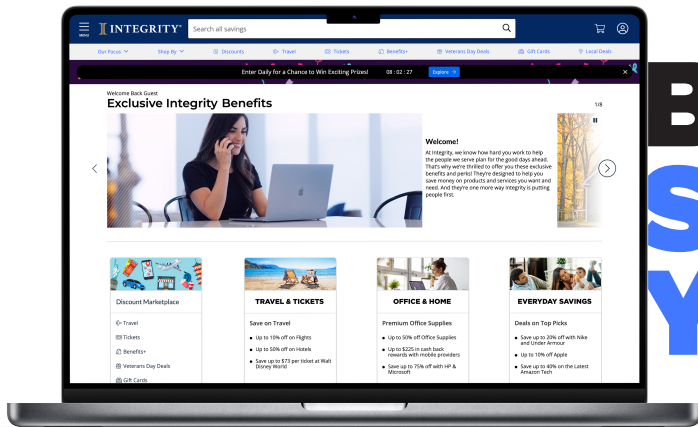 MENU
INTEGRITY
Search all savings
Our Focus
Shop By
Discounts
Travel
Tickets
Benefits+
Veterans Day Deals
Gift Cards
Local Deals
Enter Daily for a Chance to Win Exciting Prizes! 08 : 02 : 27 Explore
Welcome Back Guest
Exclusive Integrity Benefits
1/8
Welcome!
At Integrity, we know how hard you work to help
the people we serve plan for the good days ahead.
That's why we're thrilled to offer you these exclusive
benefits and perks! They're designed to help you
save money on products and services you want and
need. And they're one more way Integrity is putting
people first.
Discount Marketplace
Travel
Tickets
Benefits+
Veterans Day Deals
Gift Cards
TRAVEL & TICKETS
Save on Travel
Up to 10% off on Flights
Up to 50% off on Hotels
Save up to $73 per ticket at Walt
Disney World
OFFICE & HOME
Premium Office Supplies
Up to 50% off Office Supplies
Up to $225 in cash back
rewards with mobile providers
Save up to 75% off with HP &
Microsoft
EVERYDAY SAVINGS
Deals on Top Picks
Save up to 20% off with Nike
and Under Armour
Up to 10% off Apple
Save up to 40% on the Latest
Amazon Tech
B
S
Y